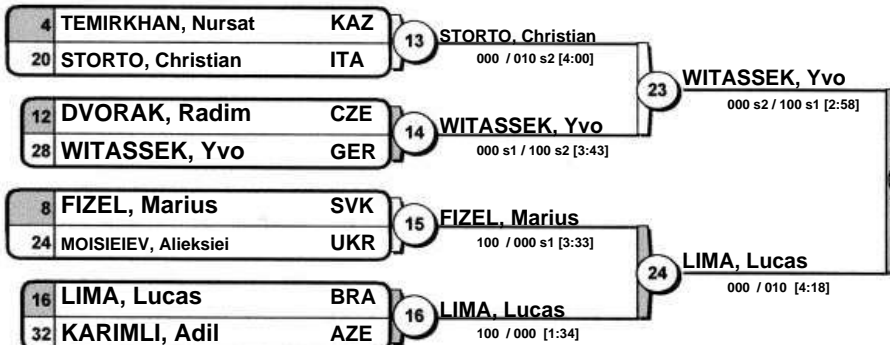 4 TEMIRKHAN, Nursat KAZ
20 STORTO, Christian ITA
13
STORTO, Christian
000 / 010 s2 [4:00]
12 DVORAK, Radim CZE
28 WITASSEK, Yvo GER
14
WITASSEK, Yvo
000 s1 / 100 s2 [3:43]
23
WITASSEK, Yvo
000 s2 / 100 s1 [2:58]
8 FIZEL, Marius SVK
24 MOISIEIEV, Alieksiei UKR
15
FIZEL, Marius
100 / 000 s1 [3:33]
16 LIMA, Lucas BRA
32 KARIMLI, Adil AZE
16
LIMA, Lucas
100 / 000 [1:34]
24
LIMA, Lucas
000 / 010 [4:18]